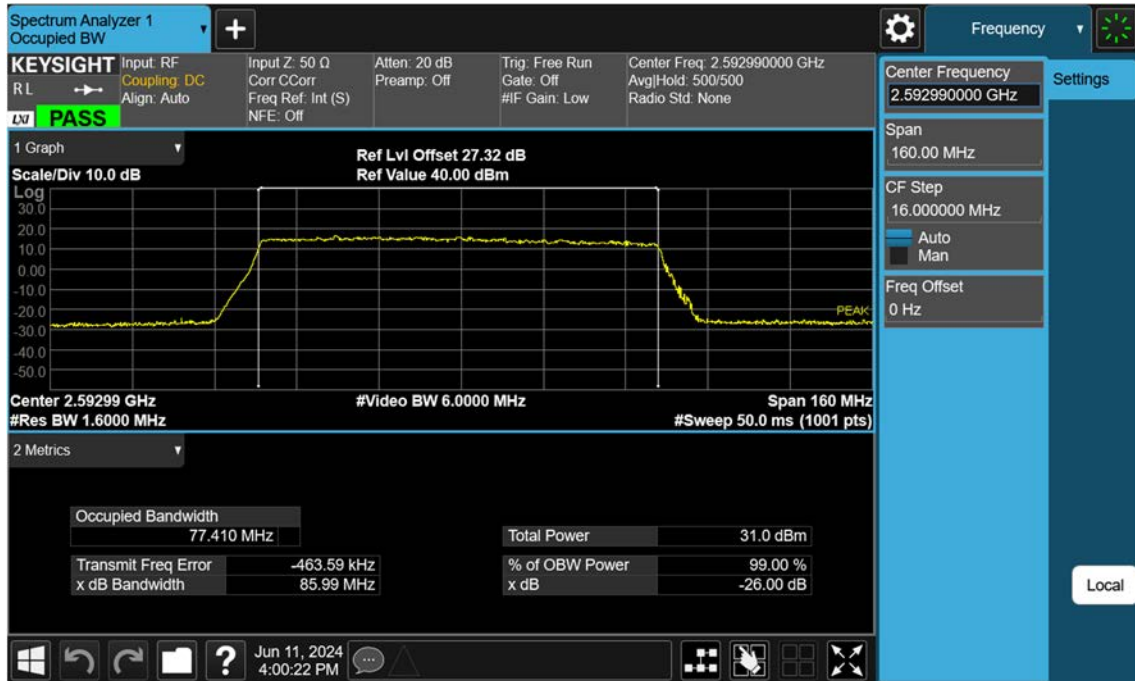 Spectrum Analyzer 1
Occupied BW
Frequency
KEYSIGHT
R L
LXI
PASS
Input: RF
Coupling: DC
Align: Auto
Input Z: 50 Ω
Corr CCorr
Freq Ref: Int (S)
NFE: Off
Atten: 20 dB
Preamp: Off
Trig: Free Run
Gate: Off
#IF Gain: Low
Center Freq: 2.592990000 GHz
Avg|Hold: 500/500
Radio Std: None
Center Frequency
2.592990000 GHz
Settings
Span
160.00 MHz
CF Step
16.000000 MHz
Auto
Man
Freq Offset
0 Hz
Local
1 Graph
Scale/Div 10.0 dB
Ref Lvl Offset 27.32 dB
Ref Value 40.00 dBm
Log
30.0
20.0
10.0
0.00
-10.0
-20.0
-30.0
-40.0
-50.0
PEAK
Center 2.59299 GHz
#Video BW 6.0000 MHz
Span 160 MHz
#Res BW 1.6000 MHz
#Sweep 50.0 ms (1001 pts)
2 Metrics
Occupied Bandwidth
77.410 MHz
Total Power 31.0 dBm
Transmit Freq Error -463.59 kHz
% of OBW Power 99.00 %
x dB Bandwidth 85.99 MHz
x dB -26.00 dB
?
Jun 11, 2024
4:00:22 PM